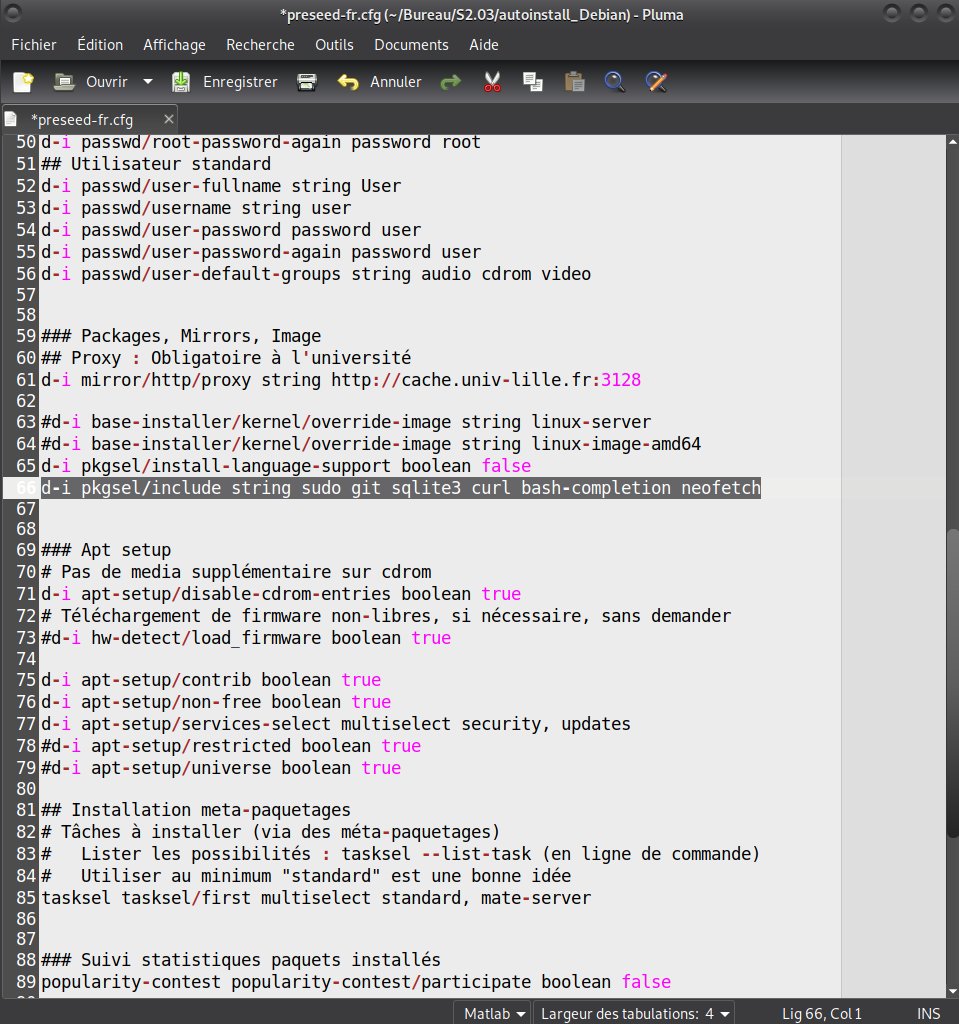 *preseed-fr.cfg (~/Bureau/S2.03/autoinstall_Debian) - Pluma
Fichier Édition Affichage Recherche Outils Documents Aide
Ouvrir Enregistrer Annuler
*preseed-fr.cfg ×
50 d-i passwd/root-password-again password root
51 ## Utilisateur standard
52 d-i passwd/user-fullname string User
53 d-i passwd/username string user
54 d-i passwd/user-password password user
55 d-i passwd/user-password-again password user
56 d-i passwd/user-default-groups string audio cdrom video
57
58
59 ### Packages, Mirrors, Image
60 ## Proxy : Obligatoire à l'université
61 d-i mirror/http/proxy string http://cache.univ-lille.fr:3128
62
63 #d-i base-installer/kernel/override-image string linux-server
64 #d-i base-installer/kernel/override-image string linux-image-amd64
65 d-i pkgsel/install-language-support boolean false
66 d-i pkgsel/include string sudo git sqlite3 curl bash-completion neofetch
67
68
69 ### Apt setup
70 # Pas de media supplémentaire sur cdrom
71 d-i apt-setup/disable-cdrom-entries boolean true
72 # Téléchargement de firmware non-libres, si nécessaire, sans demander
73 #d-i hw-detect/load_firmware boolean true
74
75 d-i apt-setup/contrib boolean true
76 d-i apt-setup/non-free boolean true
77 d-i apt-setup/services-select multiselect security, updates
78 #d-i apt-setup/restricted boolean true
79 #d-i apt-setup/universe boolean true
80
81 ## Installation meta-paquetages
82 # Tâches à installer (via des méta-paquetages)
83 #   Lister les possibilités : tasksel --list-task (en ligne de commande)
84 #   Utiliser au minimum "standard" est une bonne idée
85 tasksel tasksel/first multiselect standard, mate-server
86
87
88 ### Suivi statistiques paquets installés
89 popularity-contest popularity-contest/participate boolean false
Matlab Largeur des tabulations: 4 Lig 66, Col 1 INS